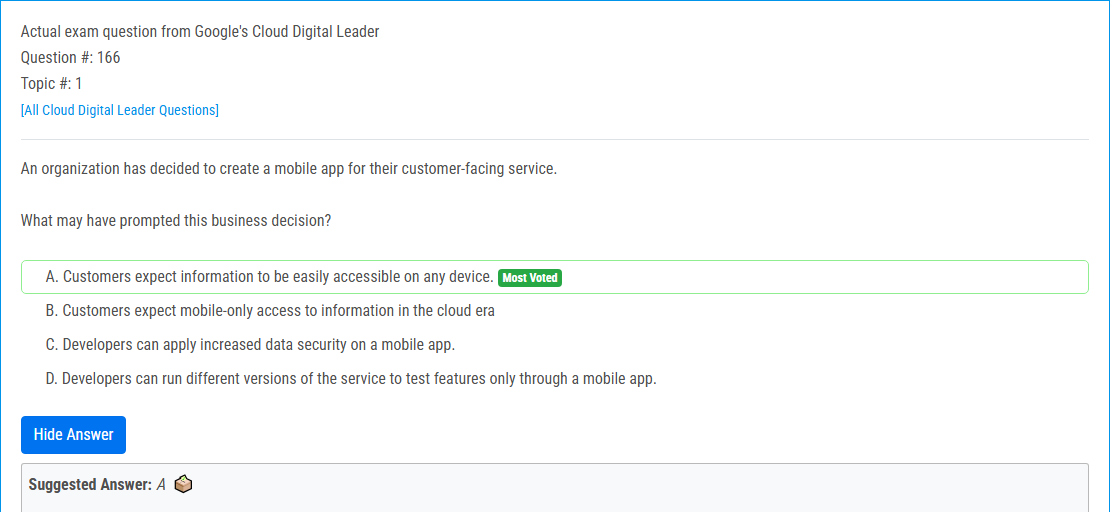 Actual exam question from Google's Cloud Digital Leader
Question #: 166
Topic #: 1
[All Cloud Digital Leader Questions]
An organization has decided to create a mobile app for their customer-facing service.
What may have prompted this business decision?
A. Customers expect information to be easily accessible on any device. Most Voted
B. Customers expect mobile-only access to information in the cloud era
C. Developers can apply increased data security on a mobile app.
D. Developers can run different versions of the service to test features only through a mobile app.
Hide Answer
Suggested Answer: A